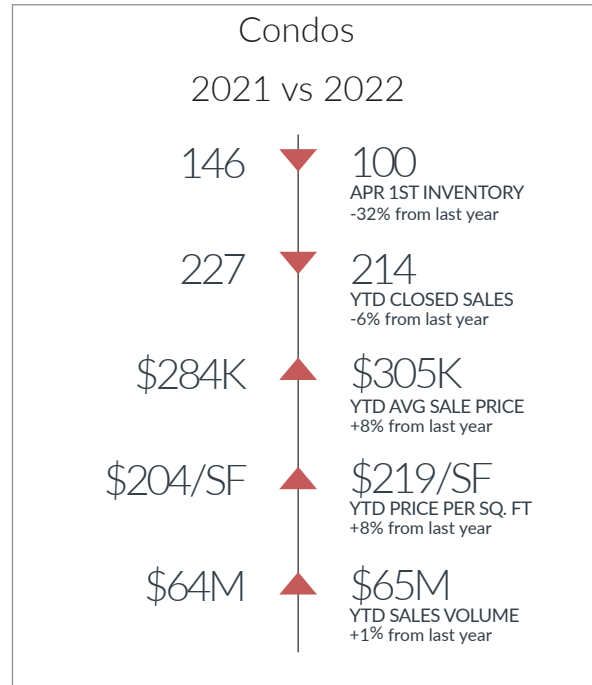 Condos
2021 vs 2022
146
100
APR 1ST INVENTORY
-32% from last year
227
214
YTD CLOSED SALES
-6% from last year
$284K
$305K
YTD AVG SALE PRICE
+8% from last year
$204/SF
$219/SF
YTD PRICE PER SQ. FT
+8% from last year
$64M
$65M
YTD SALES VOLUME
+1% from last year